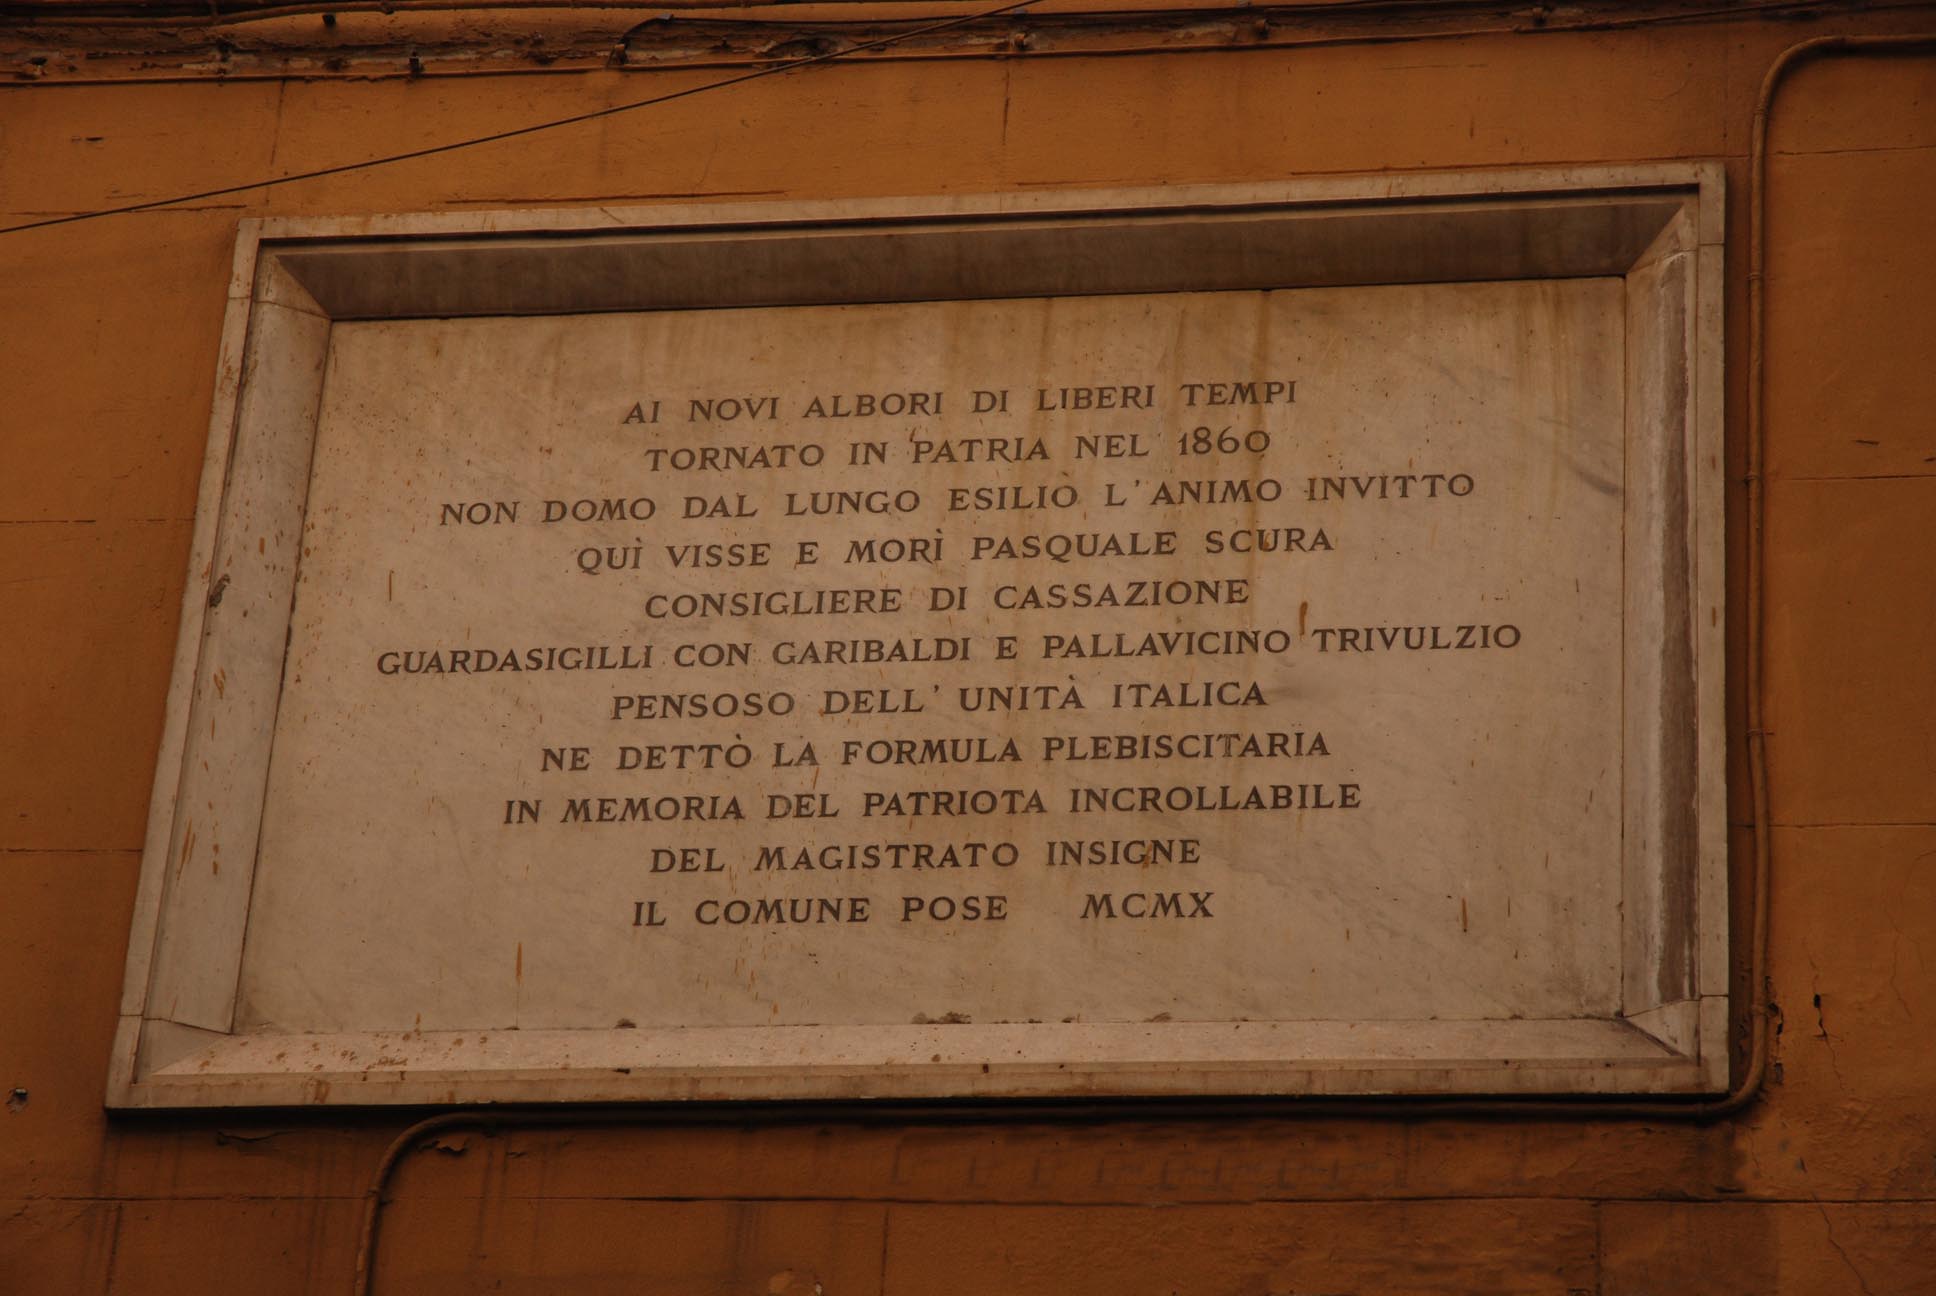 AI NOVI ALBORI DI LIBERI TEMPI
TORNATO IN PATRIA NEL 1860
NON DOMO DAL LUNGO ESILIO L'ANIMO INVITTO
QUÌ VISSE E MORÌ PASQUALE SCURA
CONSIGLIERE DI CASSAZIONE
GUARDASIGILLI CON GARIBALDI E PALLAVICINO TRIVULZIO
PENSOSO DELL' UNITÀ ITALICA
NE DETTÒ LA FORMULA PLEBISCITARIA
IN MEMORIA DEL PATRIOTA INCROLLABILE
DEL MAGISTRATO INSIGNE
IL COMUNE POSE MCMX